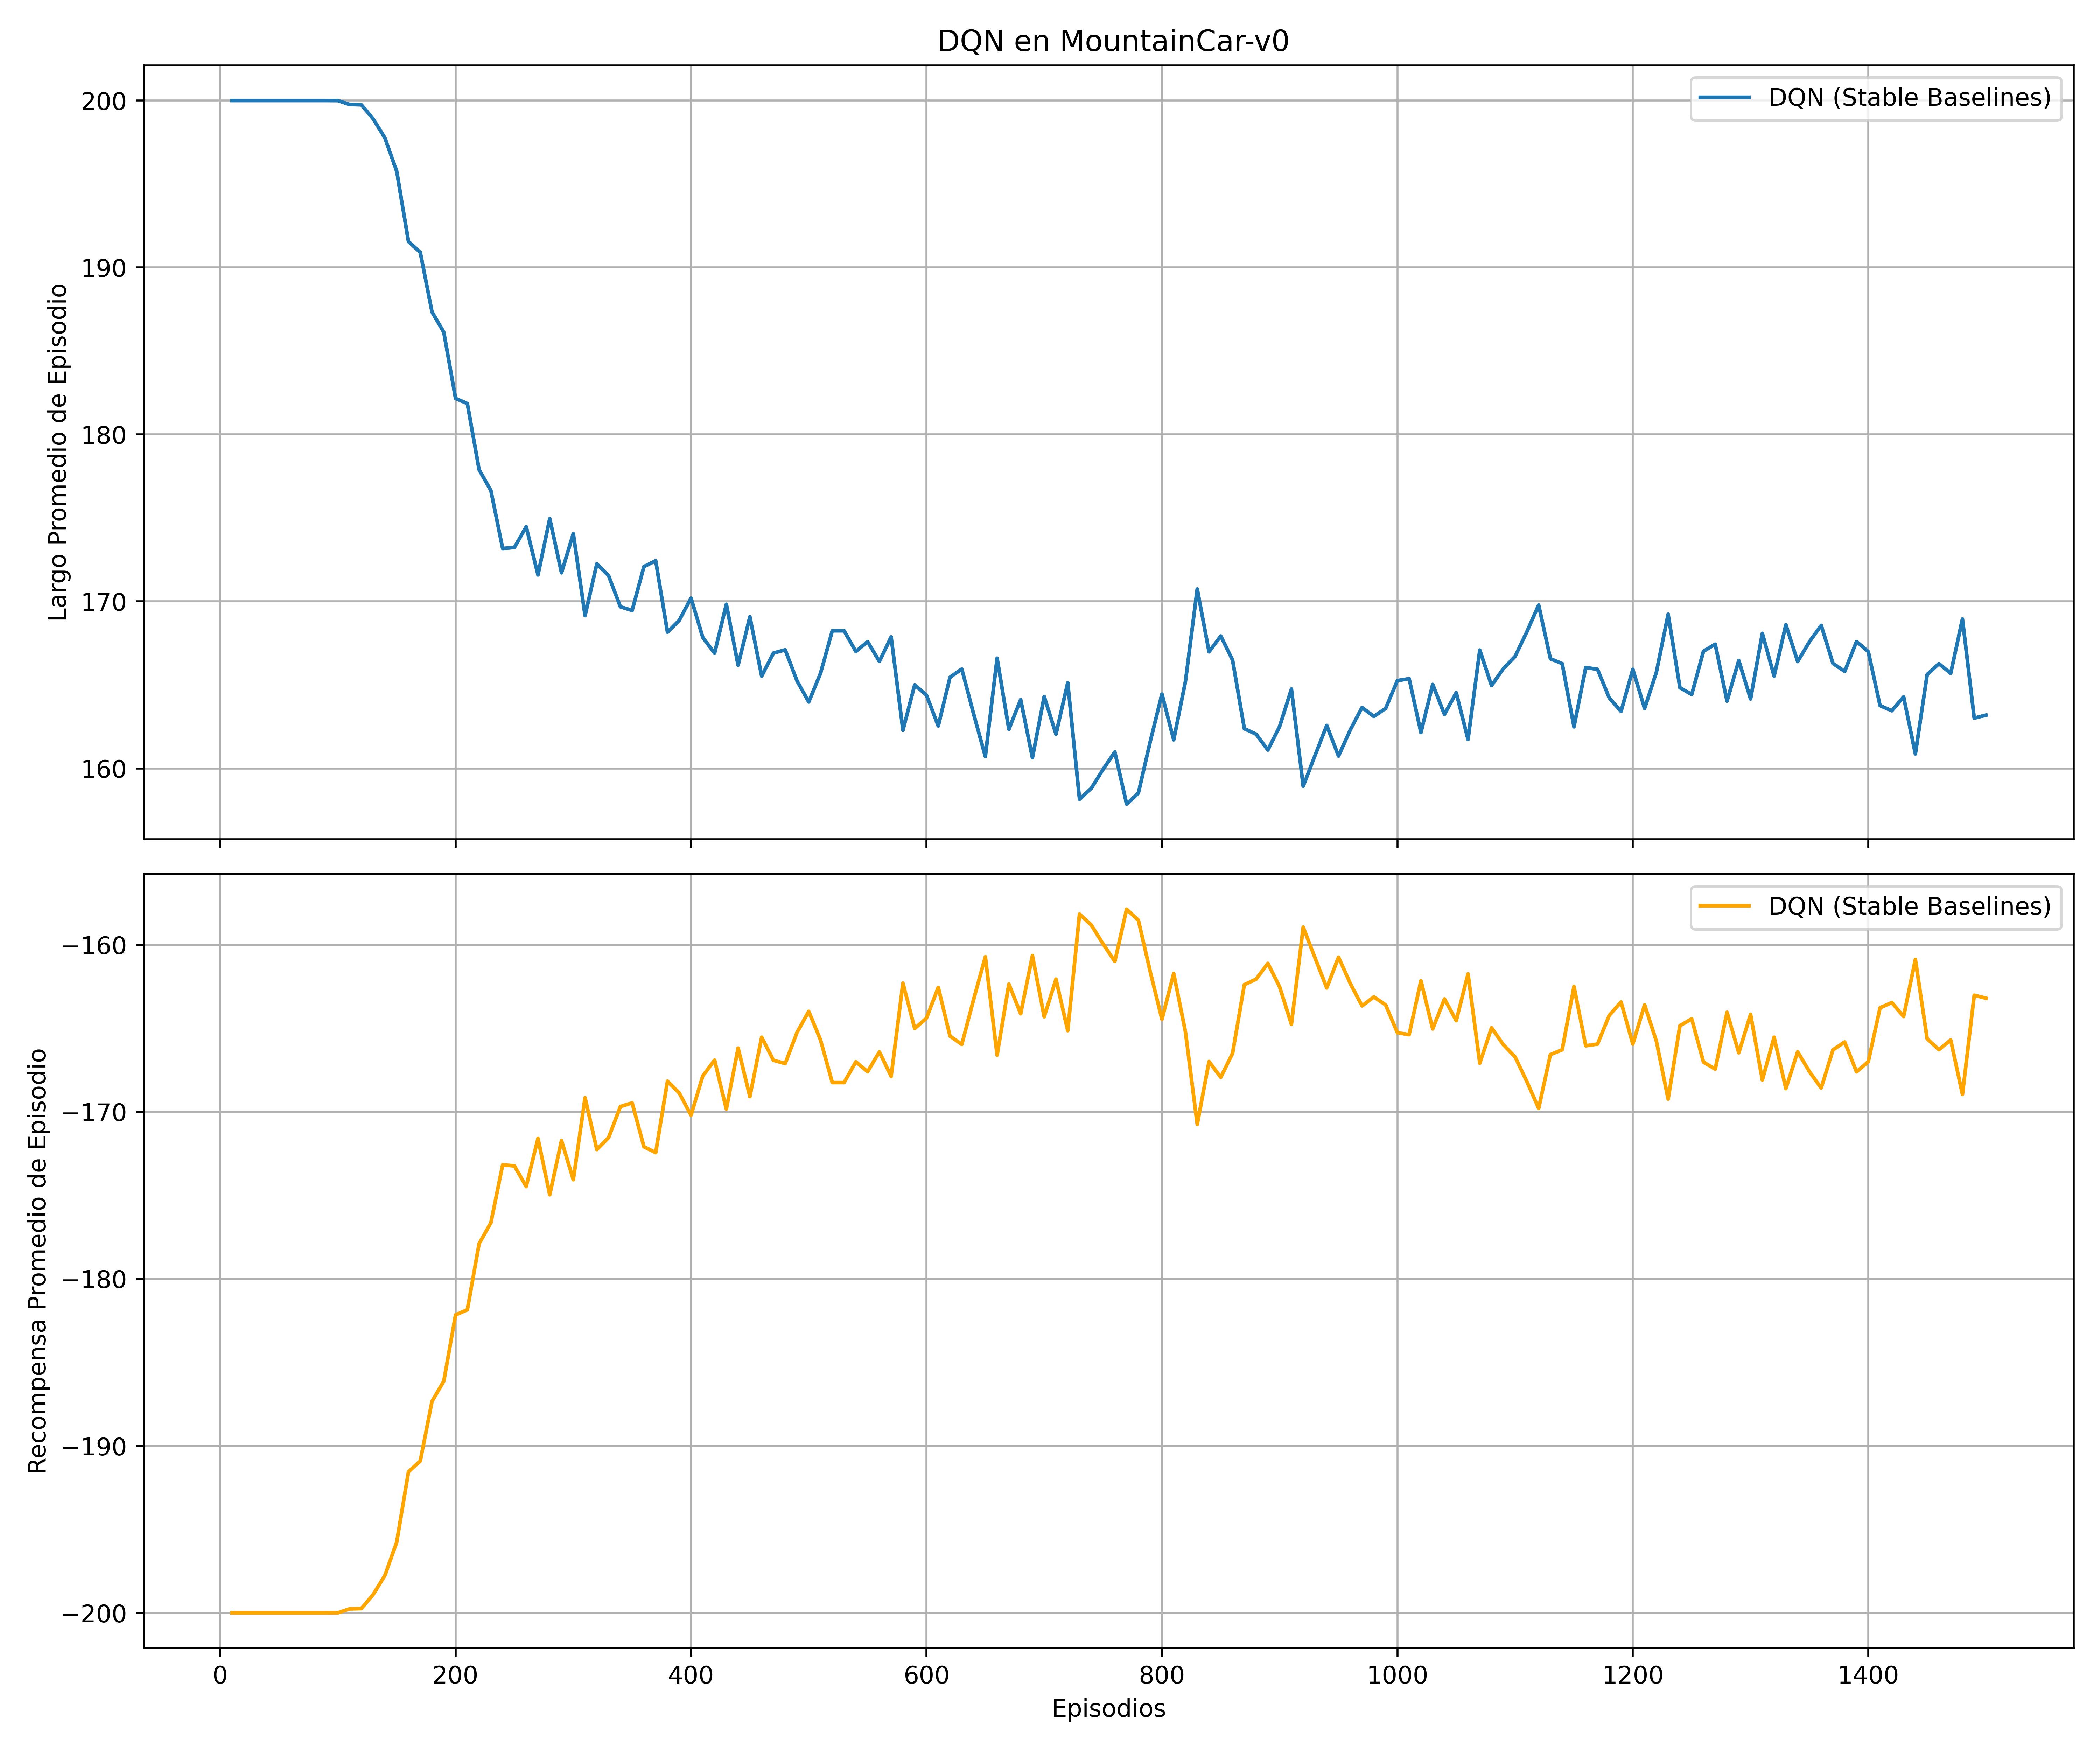 DQN en MountainCar-v0
DQN (Stable Baselines)
Largo Promedio de Episodio
200
190
180
170
160
DQN (Stable Baselines)
Recompensa Promedio de Episodio
−160
−170
−180
−190
−200
0 200 400 600 800 1000 1200 1400
Episodios